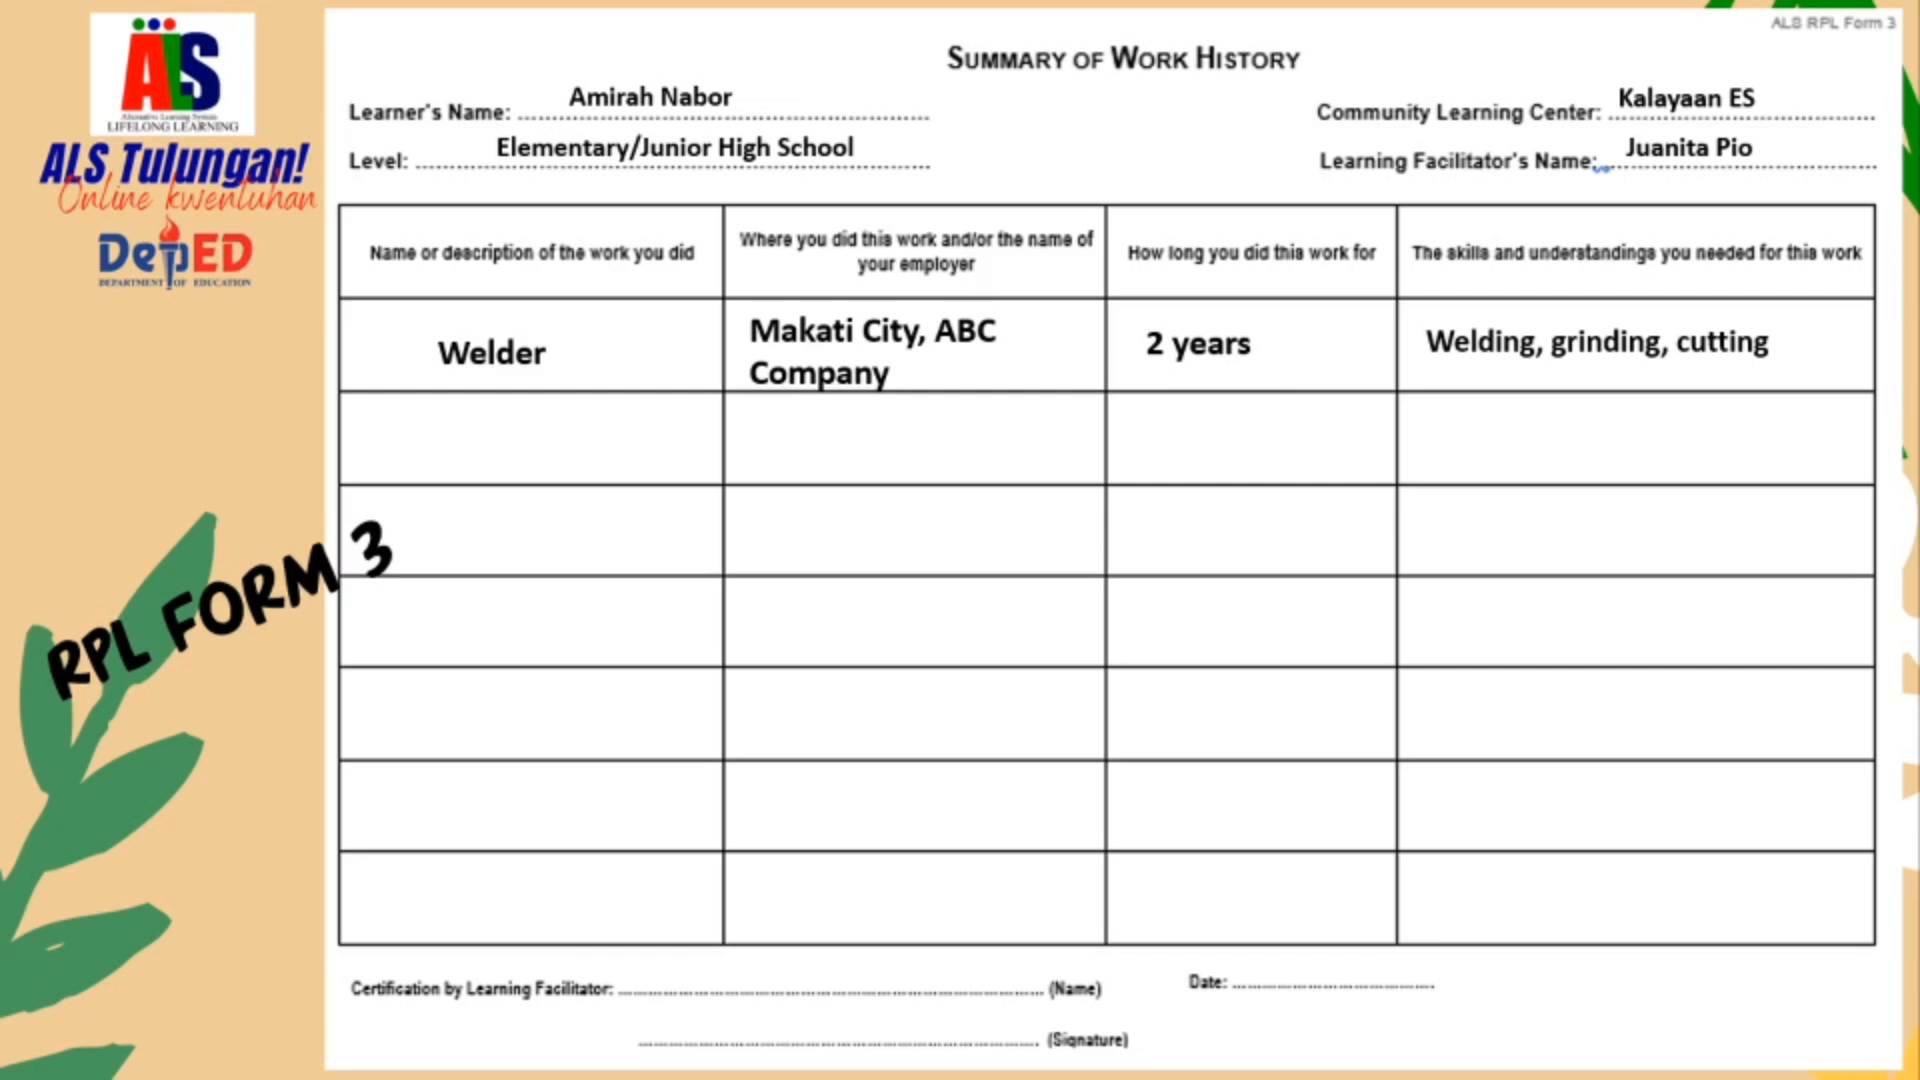 ALS
Alternative Learning System
LIFELONG LEARNING
ALS Tulungan!
Online kwentuhan
DepED
DEPARTMENT OF EDUCATION
RPL FORM 3
ALS RPL Form 3
SUMMARY OF WORK HISTORY
Learner's Name: Amirah Nabor
Community Learning Center: Kalayaan ES
Level: Elementary/Junior High School
Learning Facilitator's Name: Juanita Pio
Name or description of the work you did
Where you did this work and/or the name of
your employer
How long you did this work for
The skills and understandings you needed for this work
Welder
Makati City, ABC
Company
2 years
Welding, grinding, cutting
Certification by Learning Facilitator: (Name)
Date:
(Signature)